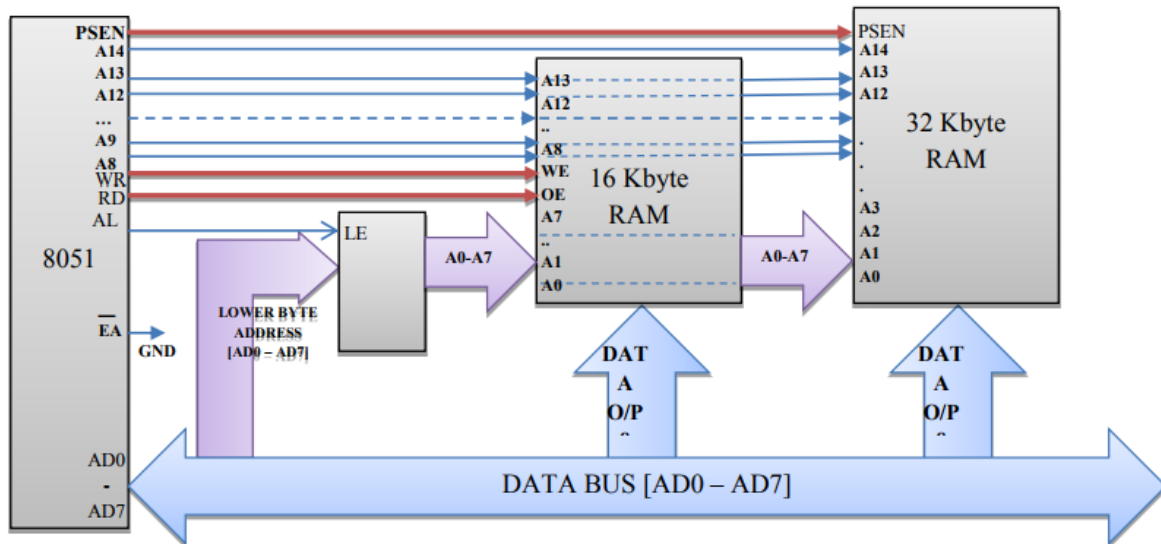 PSEN
A14
A13
A12
...
A9
A8
WR
RD
AL
8051
EA
GND
AD0
-
AD7
LOWER BYTE
ADDRESS
[AD0 – AD7]
LE
A0-A7
A13
A12
..
A8
WE
OE
A7
..
A1
A0
16 Kbyte
RAM
A0-A7
PSEN
A14
A13
A12
.
.
.
A3
A2
A1
A0
32 Kbyte
RAM
DAT
A
O/P
DAT
A
O/P
DATA BUS [AD0 – AD7]